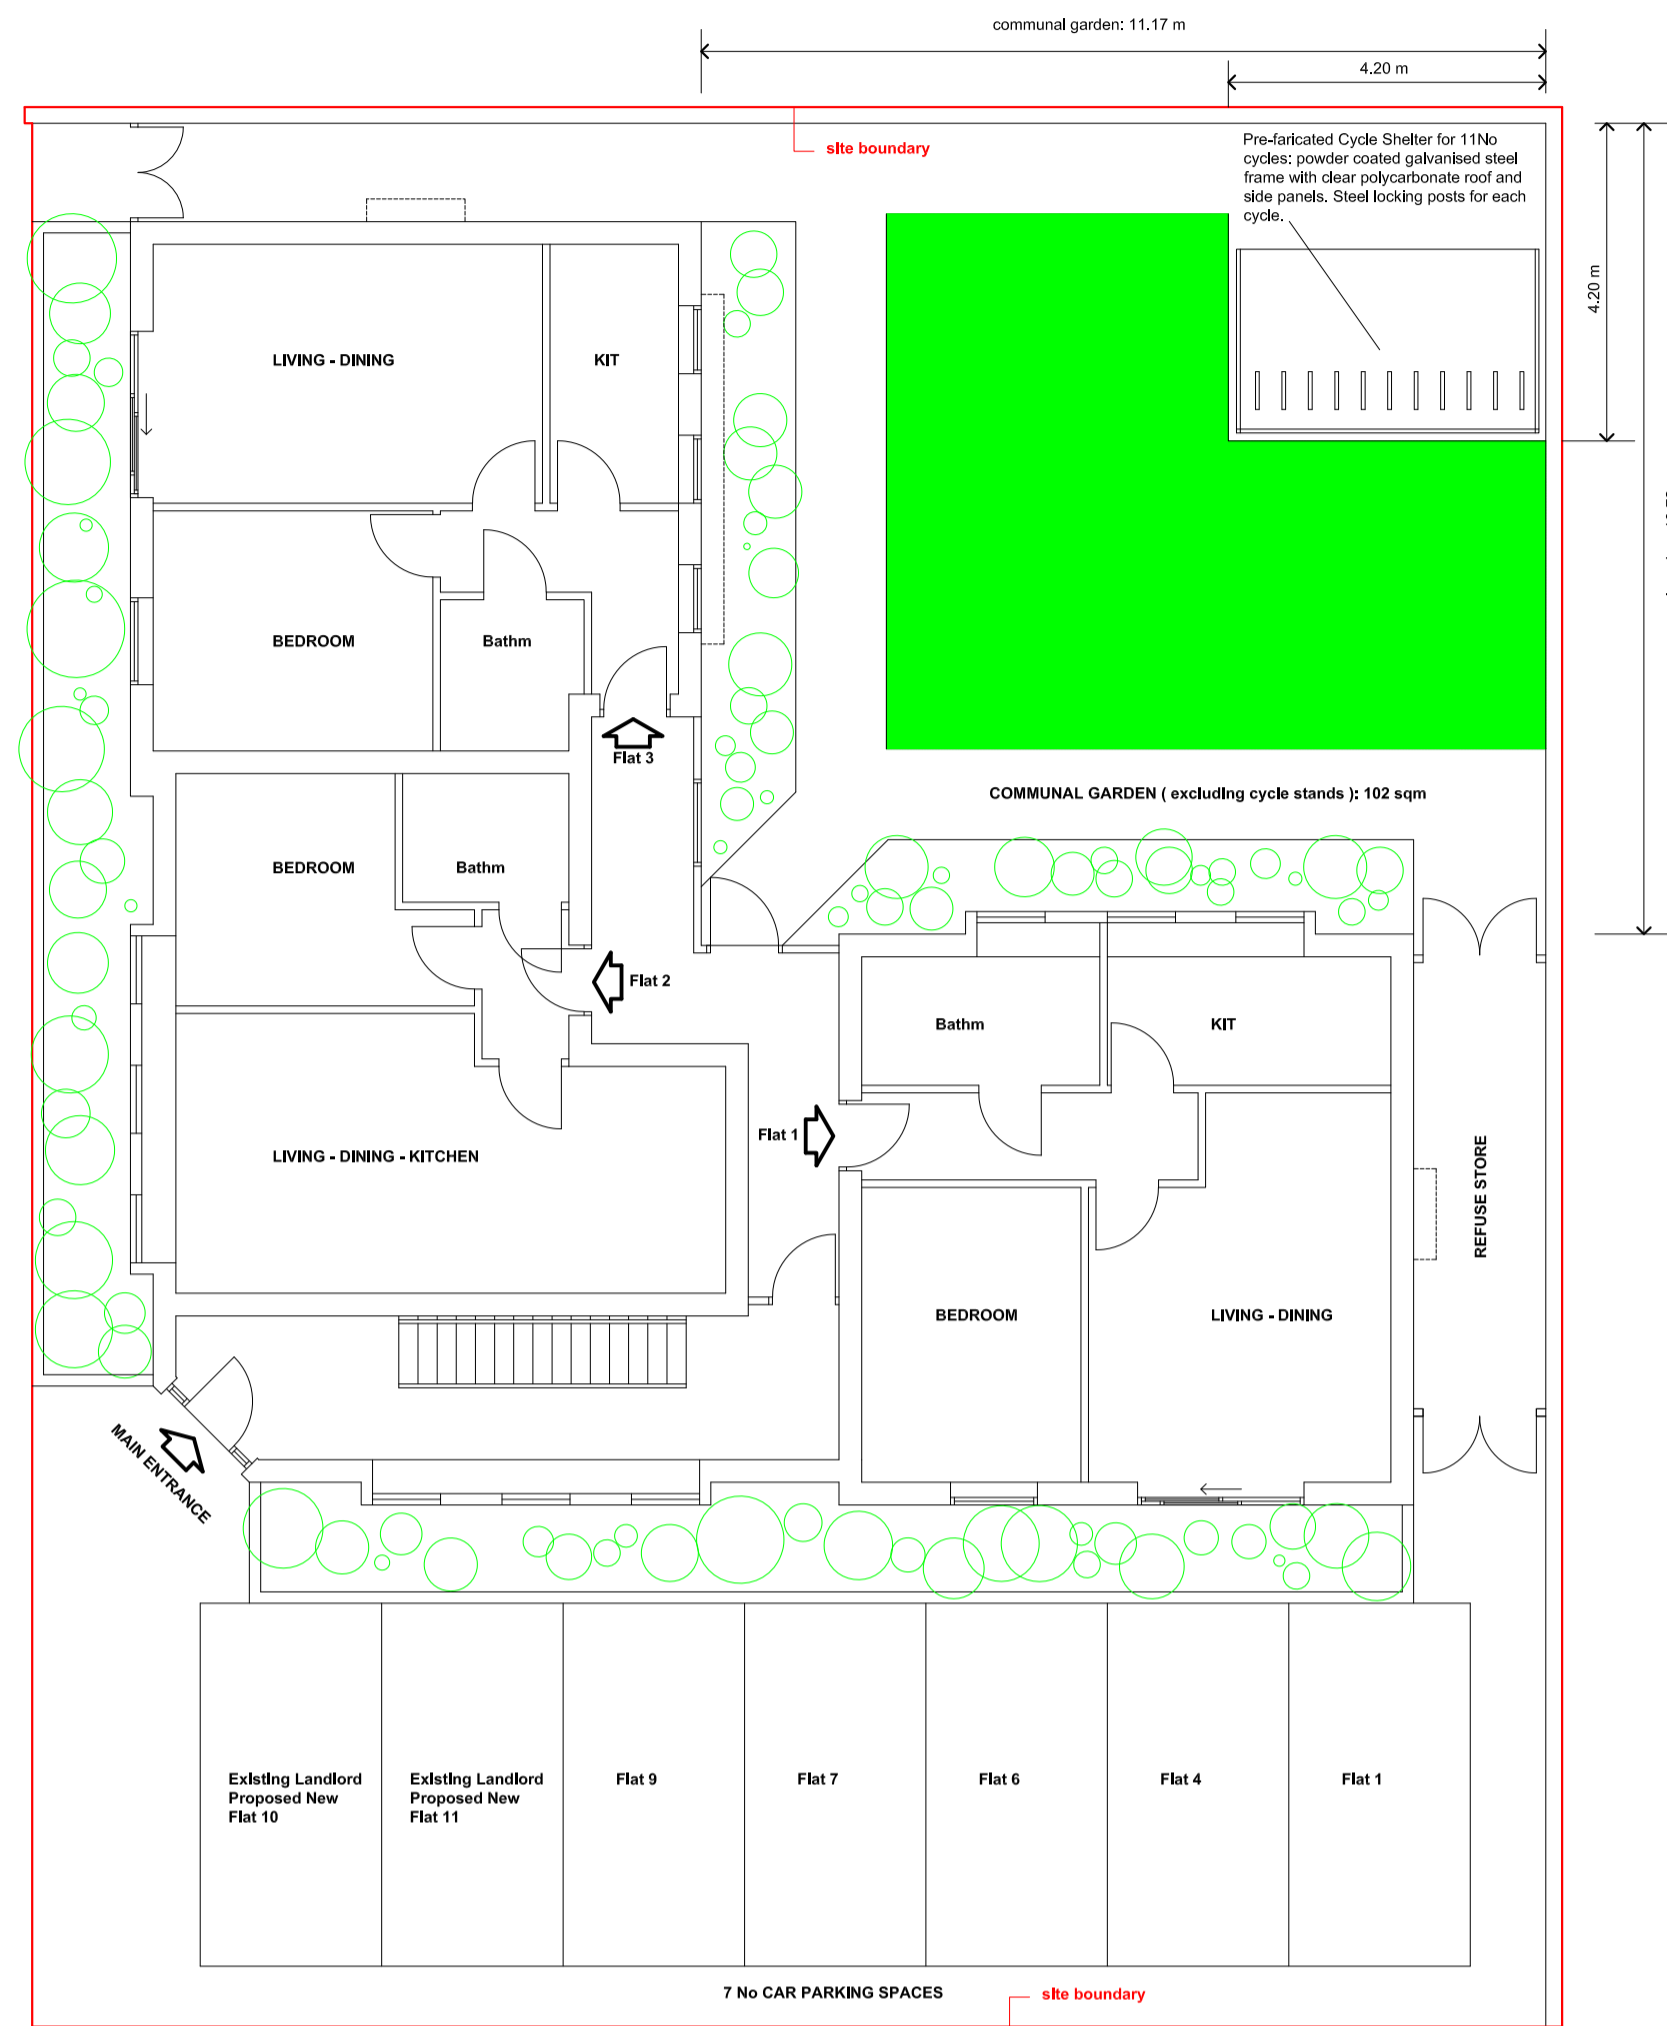 communal garden: 11.17 m
4.20 m
site boundary
Pre-faricated Cycle Shelter for 11No
cycles: powder coated galvanised steel
frame with clear polycarbonate roof and
side panels. Steel locking posts for each
cycle.
4.20 m
LIVING - DINING
KIT
BEDROOM
Bathm
Flat 3
COMMUNAL GARDEN ( excluding cycle stands ): 102 sqm
BEDROOM
Bathm
Flat 2
Bathm
KIT
Flat 1
LIVING - DINING - KITCHEN
REFUSE STORE
BEDROOM
LIVING - DINING
MAIN ENTRANCE
Existing Landlord
Proposed New
Flat 10
Existing Landlord
Proposed New
Flat 11
Flat 9
Flat 7
Flat 6
Flat 4
Flat 1
7 No CAR PARKING SPACES
site boundary